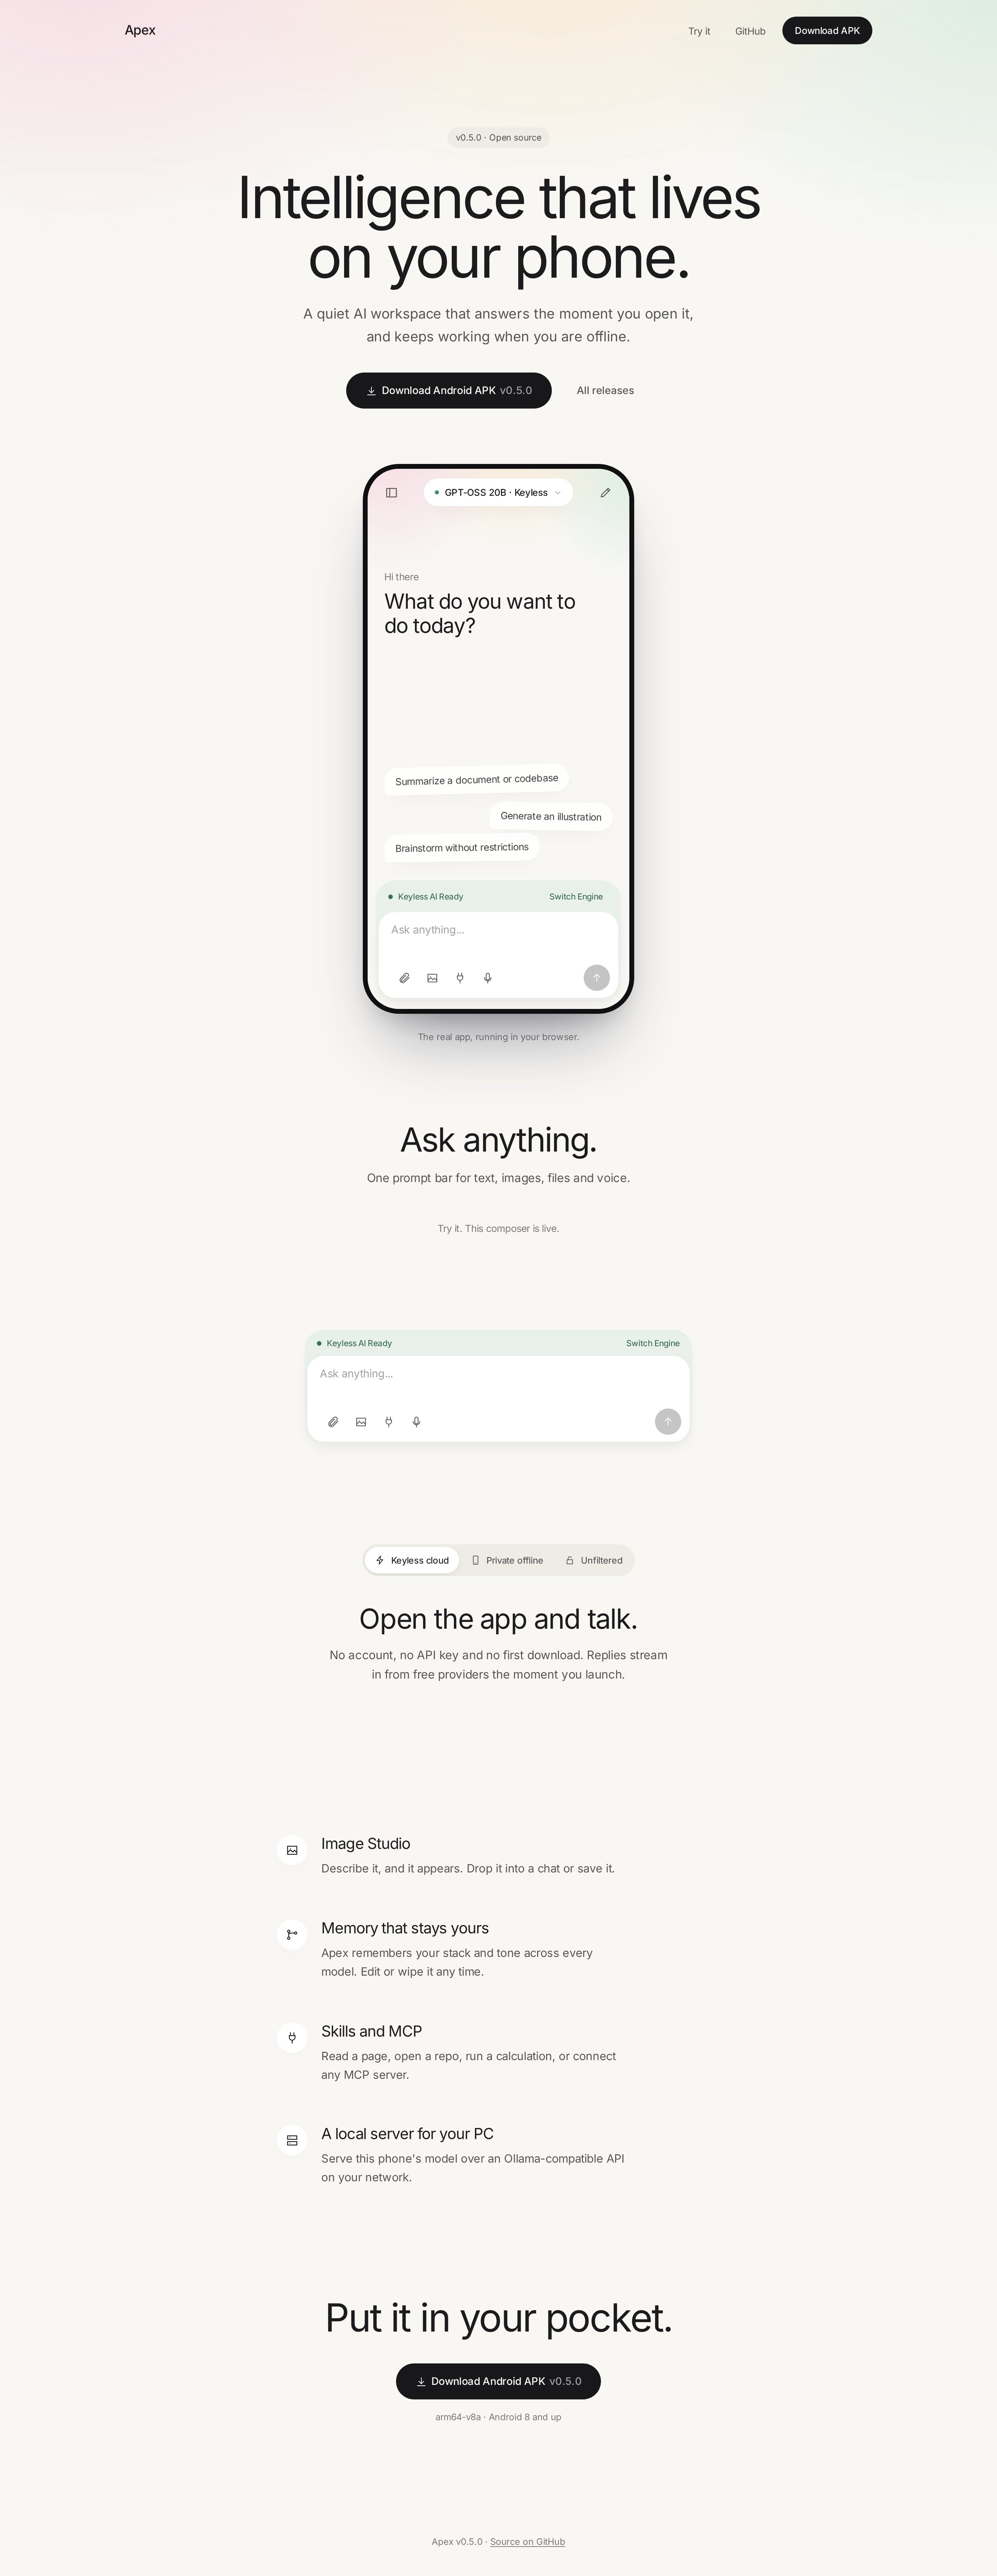 Apex
Try it
GitHub
Download APK
v0.5.0 · Open source
Intelligence that lives
on your phone.
A quiet AI workspace that answers the moment you open it,
and keeps working when you are offline.
Download Android APK v0.5.0
All releases
GPT-OSS 20B · Keyless
Hi there
What do you want to
do today?
Summarize a document or codebase
Generate an illustration
Brainstorm without restrictions
Keyless AI Ready
Switch Engine
Ask anything...
The real app, running in your browser.
Ask anything.
One prompt bar for text, images, files and voice.
Try it. This composer is live.
Keyless AI Ready
Switch Engine
Ask anything...
Keyless cloud
Private offline
Unfiltered
Open the app and talk.
No account, no API key and no first download. Replies stream
in from free providers the moment you launch.
Image Studio
Describe it, and it appears. Drop it into a chat or save it.
Memory that stays yours
Apex remembers your stack and tone across every
model. Edit or wipe it any time.
Skills and MCP
Read a page, open a repo, run a calculation, or connect
any MCP server.
A local server for your PC
Serve this phone's model over an Ollama-compatible API
on your network.
Put it in your pocket.
Download Android APK v0.5.0
arm64-v8a · Android 8 and up
Apex v0.5.0 · Source on GitHub